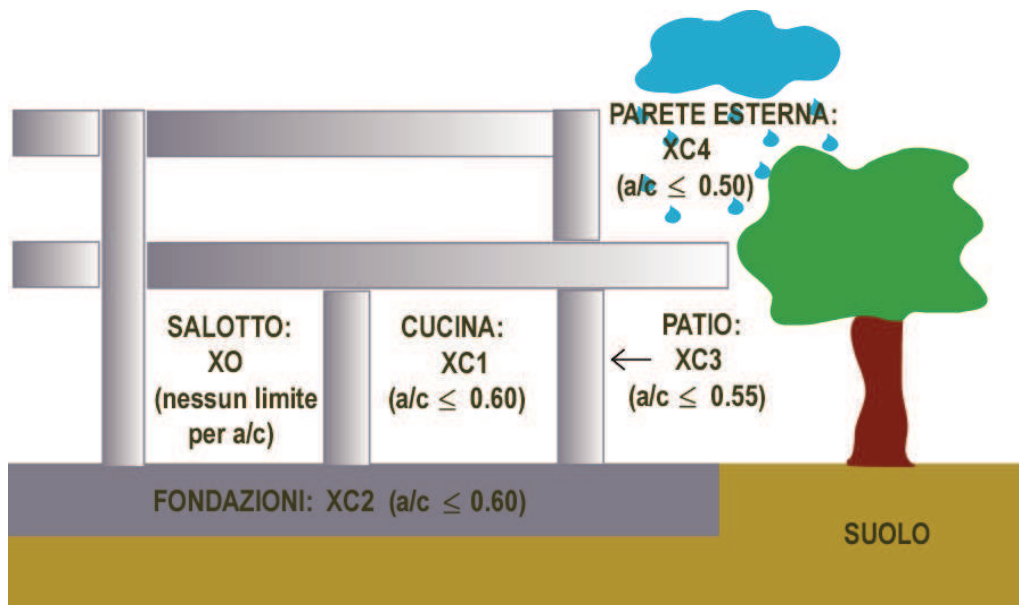 PARETE ESTERNA:
XC4
(a/c ≤ 0.50)
SALOTTO:
XO
(nessun limite
per a/c)
CUCINA:
XC1
(a/c ≤ 0.60)
PATIO:
XC3
(a/c ≤ 0.55)
FONDAZIONI: XC2 (a/c ≤ 0.60)
SUOLO